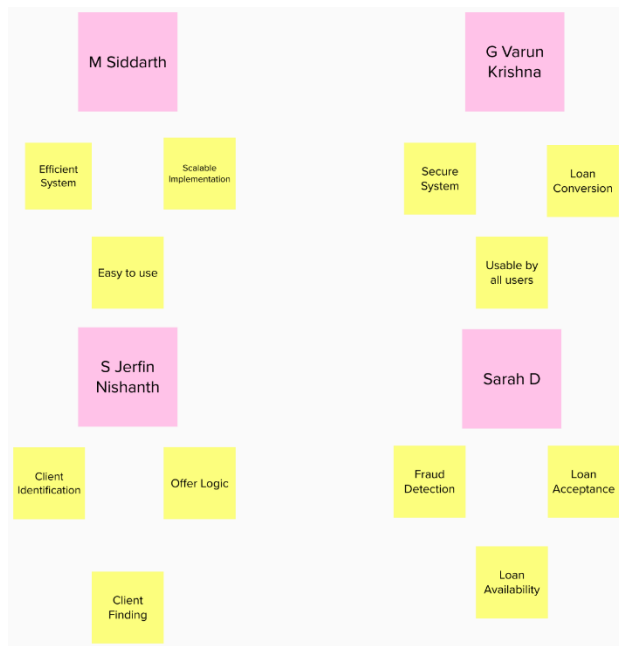 M Siddarth
Efficient
System
Scalable
Implementation
Easy to use
G Varun
Krishna
Secure
System
Loan
Conversion
Usable by
all users
S Jerfin
Nishanth
Client
Identification
Offer Logic
Client
Finding
Sarah D
Fraud
Detection
Loan
Acceptance
Loan
Availability